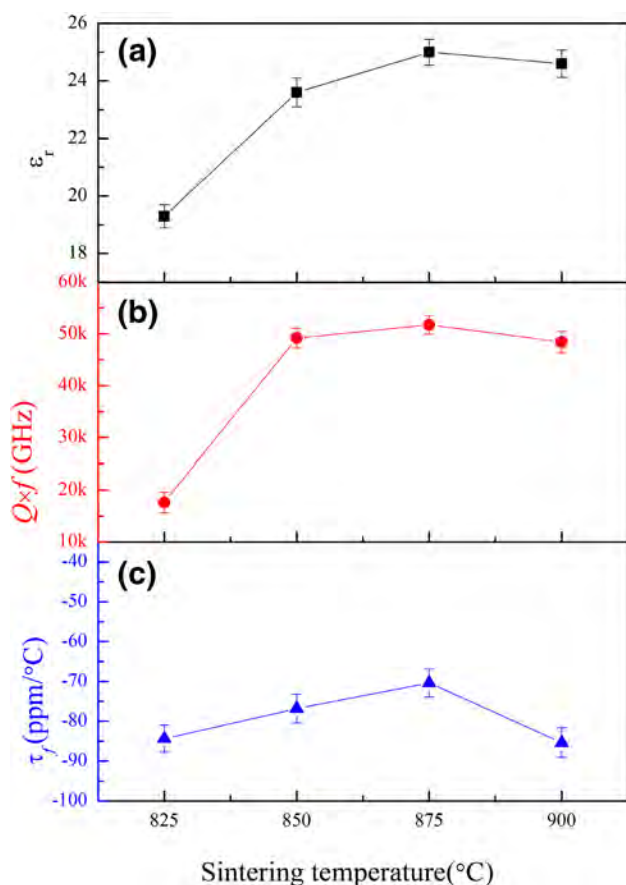 (a)
26
24
22
20
18
εr
(b)
60k
50k
40k
30k
20k
10k
Q×f (GHz)
(c)
-40
-50
-60
-70
-80
-90
-100
τf(ppm/°C)
825 850 875 900
Sintering temperature(°C)